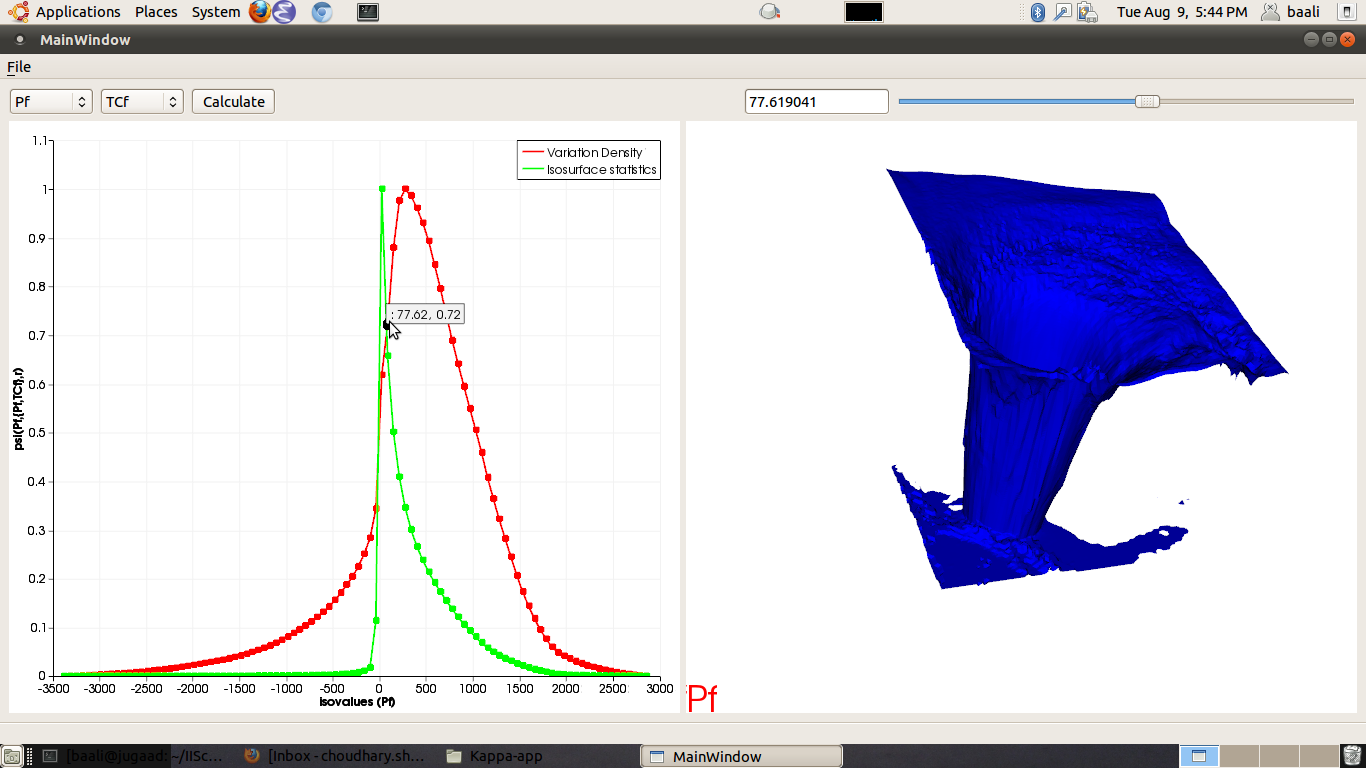 Applications Places System Tue Aug 9, 5:44 PM baali
MainWindow
File
Pf TCf Calculate 77.619041
Variation Density
Isosurface statistics
1.1
1
0.9
0.8
0.7
0.6
0.5
0.4
0.3
0.2
0.1
0
psi(Pf,{Pf,TCf},r)
: 77.62, 0.72
-3500 -3000 -2500 -2000 -1500 -1000 -500 0 500 1000 1500 2000 2500 3000
isovalues (Pf)
Pf
[baali@jugaad: ~/IISc... [Inbox - choudhary.sh... Kappa-app MainWindow